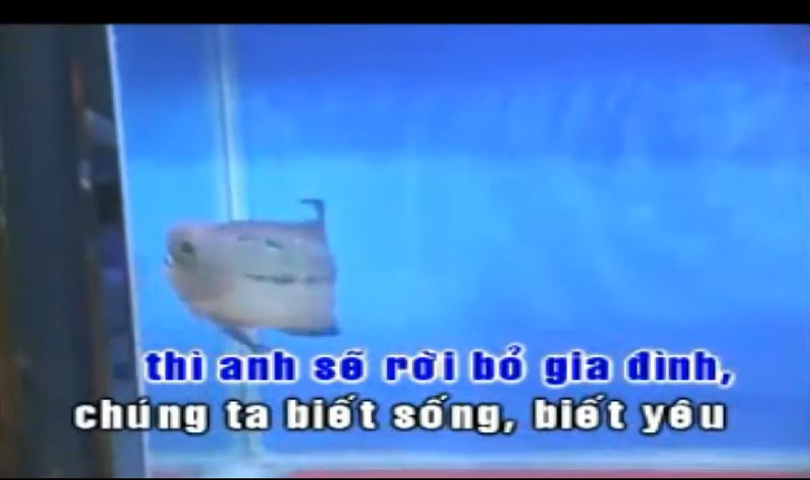 thì anh sẽ rời bỏ gia đình,
chúng ta biết sống, biết yêu